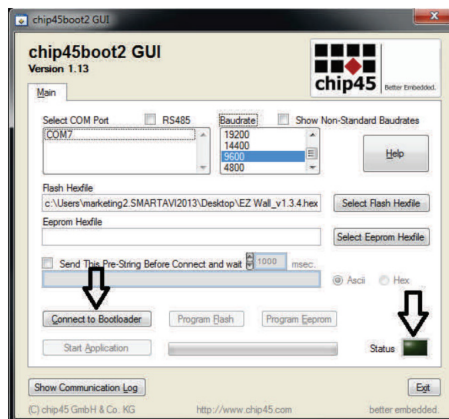 chip45boot2 GUI
chip45boot2 GUI
Version 1.13
chip45
Better Embedded.
Main
Select COM Port
RS485
Baudrate
Show Non-Standard Baudrates
COM7
19200
14400
9600
4800
Help
Flash Hexfile
c:\Users\marketing2.SMARTAVI2013\Desktop\EZ Wall_v1.3.4.hex
Select Flash Hexfile
Eeprom Hexfile
Select Eeprom Hexfile
Send This Pre-String Before Connect and wait 1000 msec.
Ascii
Hex
Connect to Bootloader
Program Flash
Program Eeprom
Start Application
Status
Show Communication Log
Exit
(C) chip45 GmbH & Co. KG
http://www.chip45.com
better embedded.